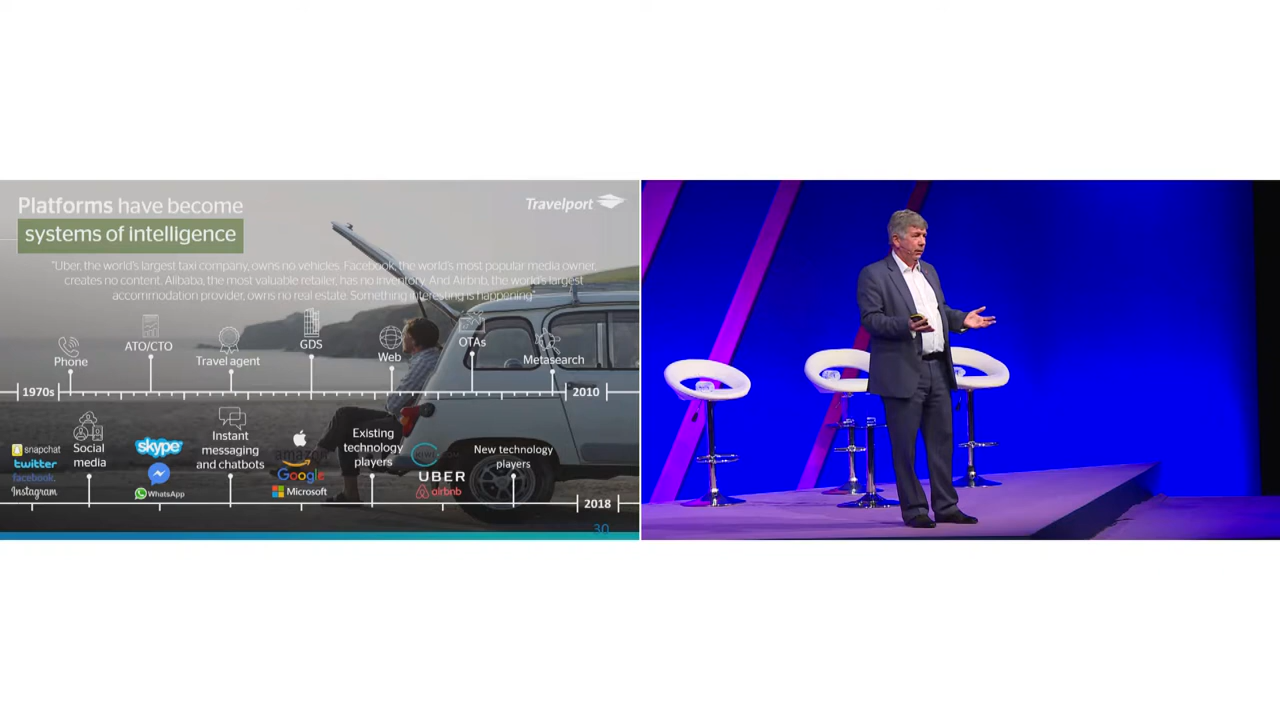 Platforms have become
systems of intelligence
Travelport
"Uber, the world's largest taxi company, owns no vehicles. Facebook, the world's most popular media owner,
creates no content. Alibaba, the most valuable retailer, has no inventory. And Airbnb, the world's largest
accommodation provider, owns no real estate. Something interesting is happening"
Phone
ATO/CTO
Travel agent
GDS
Web
OTAs
Metasearch
1970s
2010
snapchat
twitter
facebook.
Instagram
Social
media
skype
WhatsApp
Instant
messaging
and chatbots
amazon
Google
Microsoft
Existing
technology
players
UBER
airbnb
New technology
players
2018
30